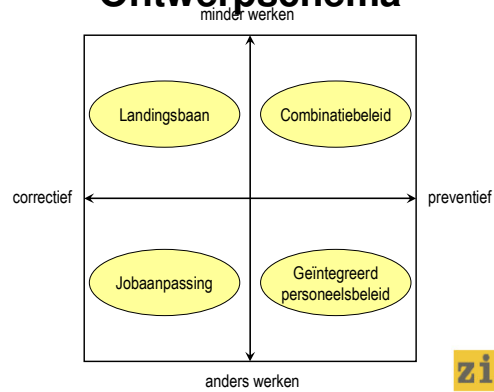 Ontwerpschema
minder werken
Landingsbaan
Combinatiebeleid
correctief
preventief
Jobaanpassing
Geïntegreerd
personeelsbeleid
anders werken
zi